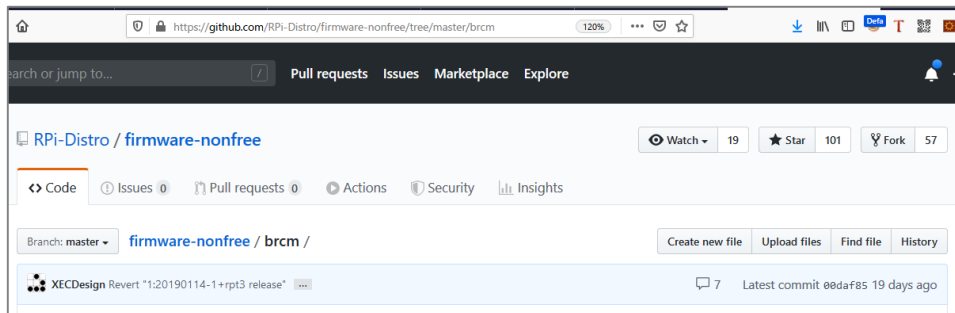 https://github.com/RPi-Distro/firmware-nonfree/tree/master/brcm 120% ... Defa T
earch or jump to... / Pull requests Issues Marketplace Explore
RPi-Distro / firmware-nonfree Watch 19 Star 101 Fork 57
<> Code Issues 0 Pull requests 0 Actions Security Insights
Branch: master firmware-nonfree / brcm / Create new file Upload files Find file History
XECDesign Revert "1:20190114-1+rpt3 release" ... 7 Latest commit 00daf85 19 days ago